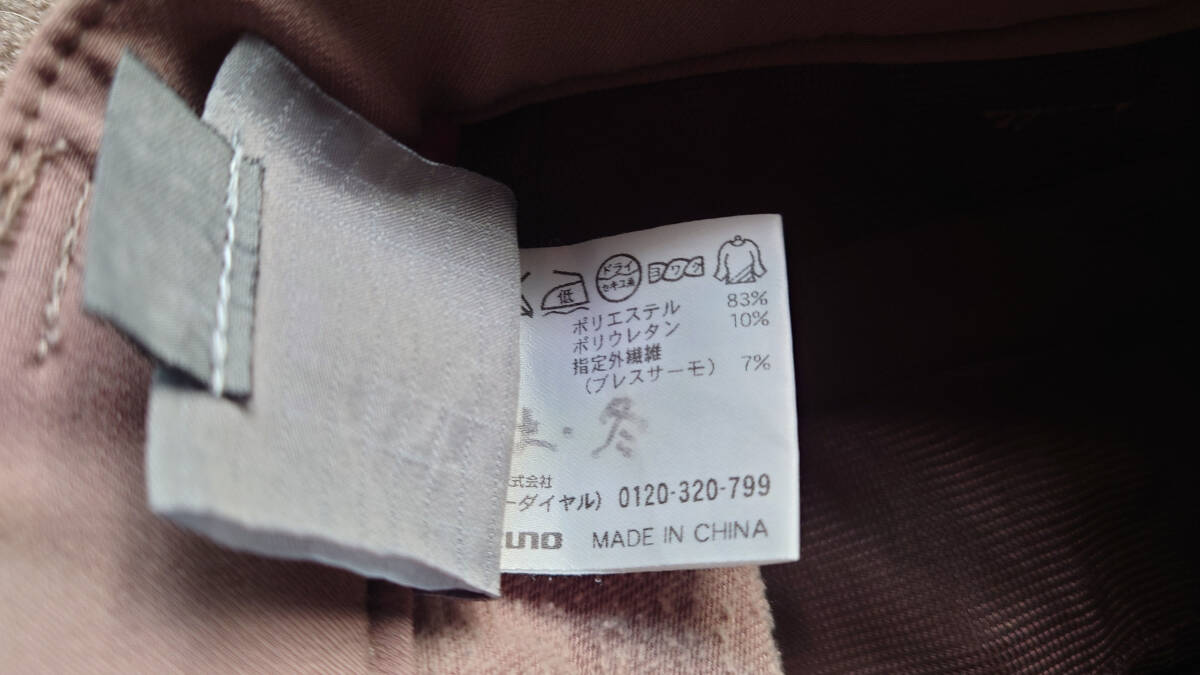 低 ドライ セキユ系 ヨワク
ポリエステル 83%
ポリウレタン 10%
指定外繊維
(ブレスサーモ) 7%
・冬
式会社
ーダイヤル) 0120-320-799
UNO MADE IN CHINA